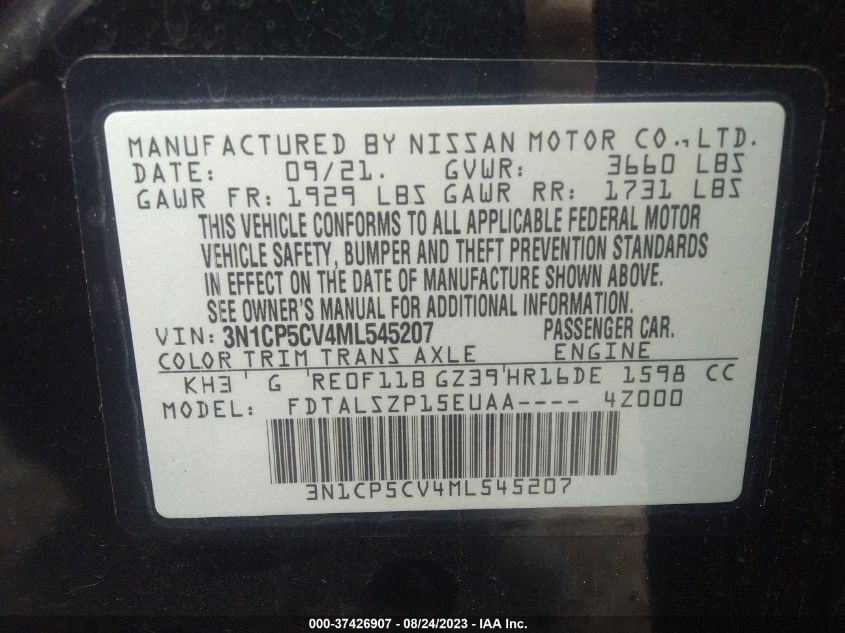 MANUFACTURED BY NISSAN MOTOR CO., LTD.
DATE: 09/21. GVWR: 3660 LBS
GAWR FR: 1929 LBS GAWR RR: 1731 LBS
THIS VEHICLE CONFORMS TO ALL APPLICABLE FEDERAL MOTOR
VEHICLE SAFETY, BUMPER AND THEFT PREVENTION STANDARDS
IN EFFECT ON THE DATE OF MANUFACTURE SHOWN ABOVE.
SEE OWNER'S MANUAL FOR ADDITIONAL INFORMATION.
VIN: 3N1CP5CV4ML545207 PASSENGER CAR.
COLOR TRIM TRANS AXLE ENGINE
KH3 G RE0F11B GZ39 HR16DE 1598 CC
MODEL: FDTALSZP15EUAA---- 4Z000
3N1CP5CV4ML545207
000-37426907 - 08/24/2023 - IAA Inc.